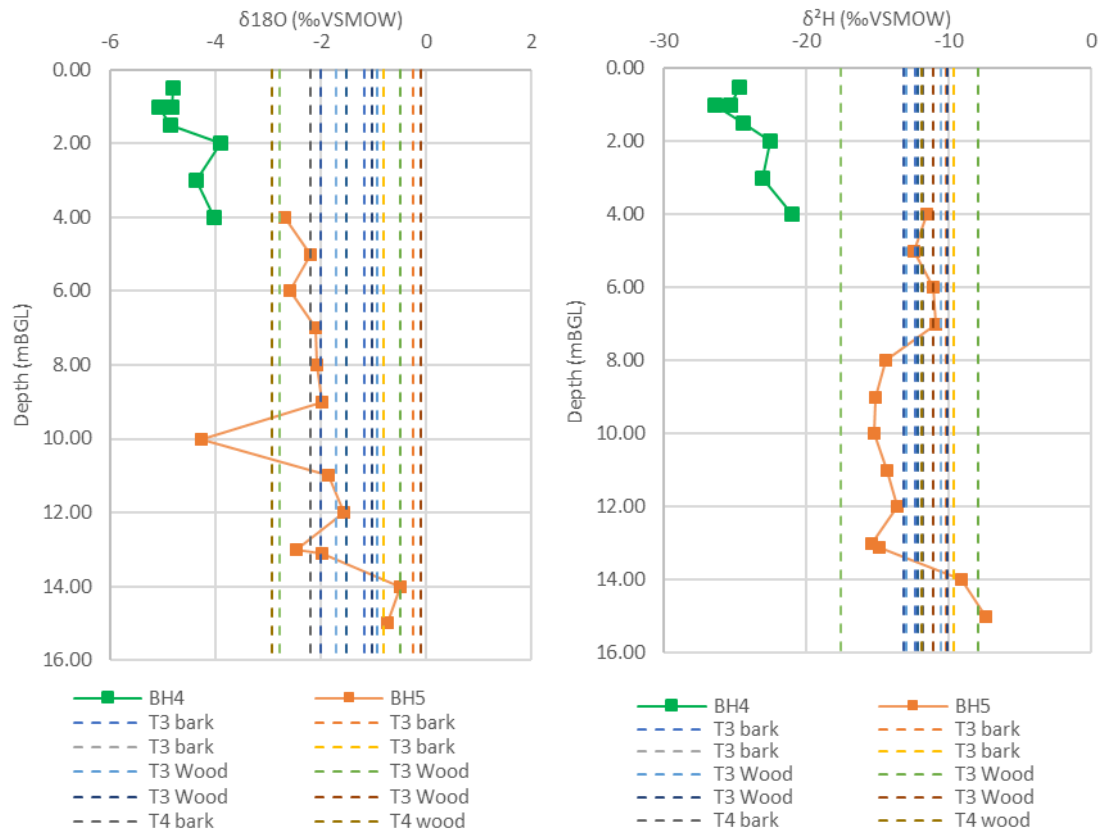 δ18O (‰VSMOW)
-6 -4 -2 0 2
0.00
2.00
4.00
6.00
8.00
10.00
12.00
14.00
16.00
Depth (mBGL)
BH4 BH5
T3 bark T3 bark
T3 bark T3 bark
T3 Wood T3 Wood
T3 Wood T3 Wood
T4 bark T4 wood
δ²H (‰VSMOW)
-30 -20 -10 0
0.00
2.00
4.00
6.00
8.00
10.00
12.00
14.00
16.00
Depth (mBGL)
BH4 BH5
T3 bark T3 bark
T3 bark T3 bark
T3 Wood T3 Wood
T3 Wood T3 Wood
T4 bark T4 wood